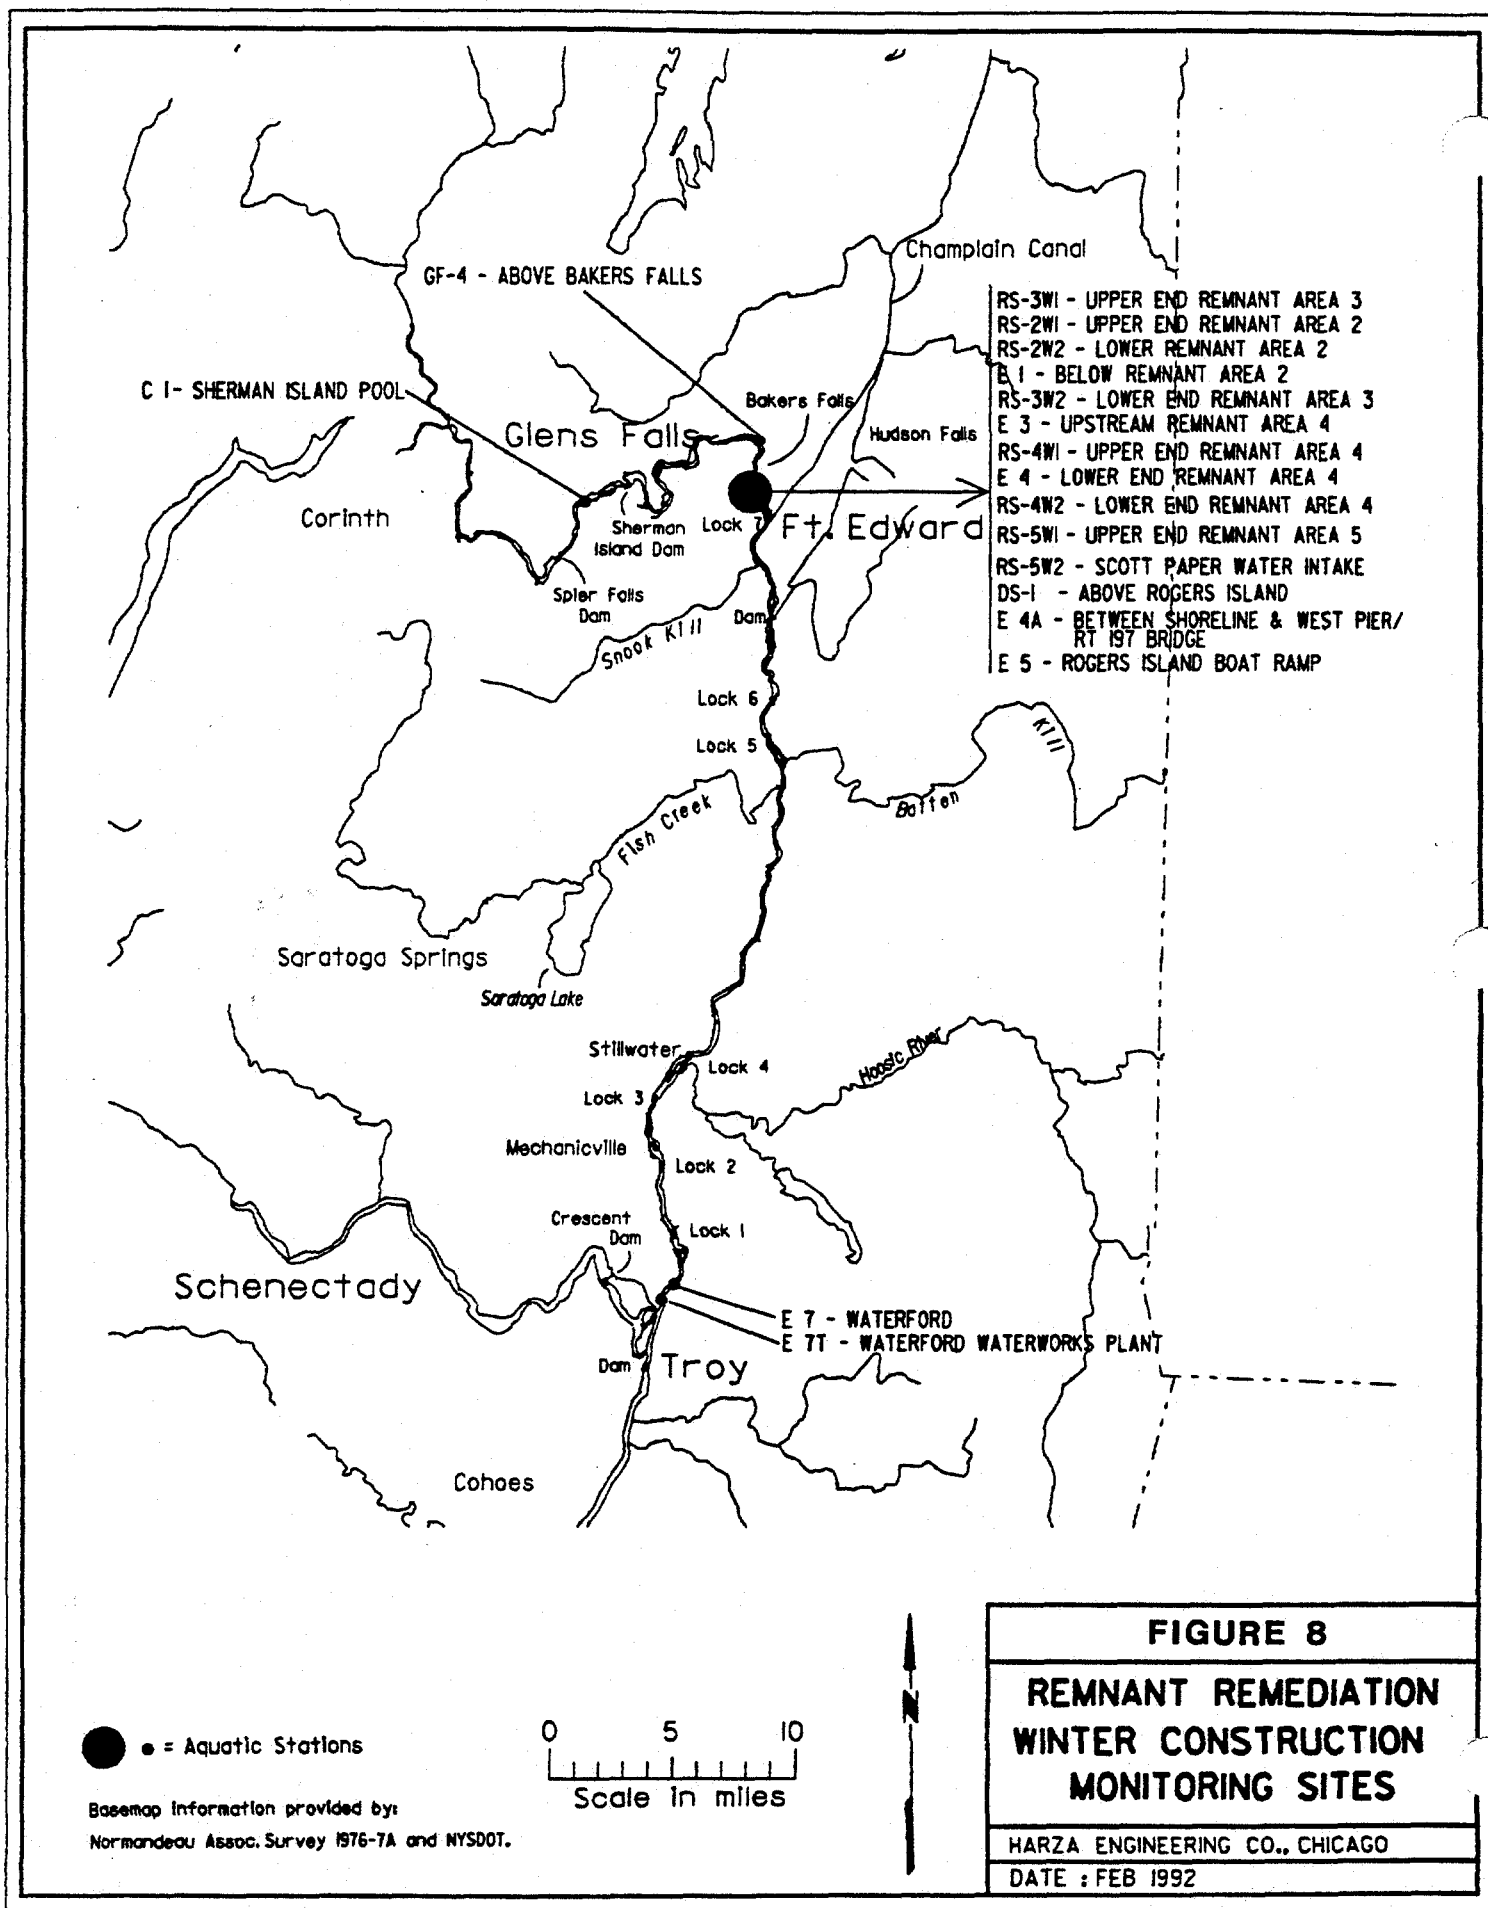 Champlain Canal
GF-4 - ABOVE BAKERS FALLS
RS-3W1 - UPPER END REMNANT AREA 3
RS-2W1 - UPPER END REMNANT AREA 2
RS-2W2 - LOWER REMNANT AREA 2
E 1 - BELOW REMNANT AREA 2
RS-3W2 - LOWER END REMNANT AREA 3
E 3 - UPSTREAM REMNANT AREA 4
RS-4W1 - UPPER END REMNANT AREA 4
E 4 - LOWER END REMNANT AREA 4
RS-4W2 - LOWER END REMNANT AREA 4
RS-5W1 - UPPER END REMNANT AREA 5
RS-5W2 - SCOTT PAPER WATER INTAKE
DS-1 - ABOVE ROGERS ISLAND
E 4A - BETWEEN SHORELINE & WEST PIER/
RT 197 BRIDGE
E 5 - ROGERS ISLAND BOAT RAMP
C 1- SHERMAN ISLAND POOL
Bakers Falls
Glens Falls
Hudson Falls
Corinth
Sherman
Island Dam
Lock 7
Ft. Edward
Spier Falls
Dam
Snook Kill
Dam
Lock 6
Lock 5
Kill
Batten
Fish Creek
Saratoga Springs
Saratoga Lake
Stillwater
Lock 4
Hoosic River
Lock 3
Mechanicville
Lock 2
Crescent
Dam
Lock 1
Schenectady
E 7 - WATERFORD
E 7T - WATERFORD WATERWORKS PLANT
Dam
Troy
Cohoes
FIGURE 8
REMNANT REMEDIATION
WINTER CONSTRUCTION
MONITORING SITES
HARZA ENGINEERING CO., CHICAGO
DATE : FEB 1992
N
0 5 10
Scale in miles
= Aquatic Stations
Basemap information provided by:
Normandeau Assoc. Survey 1976-7A and NYSDOT.